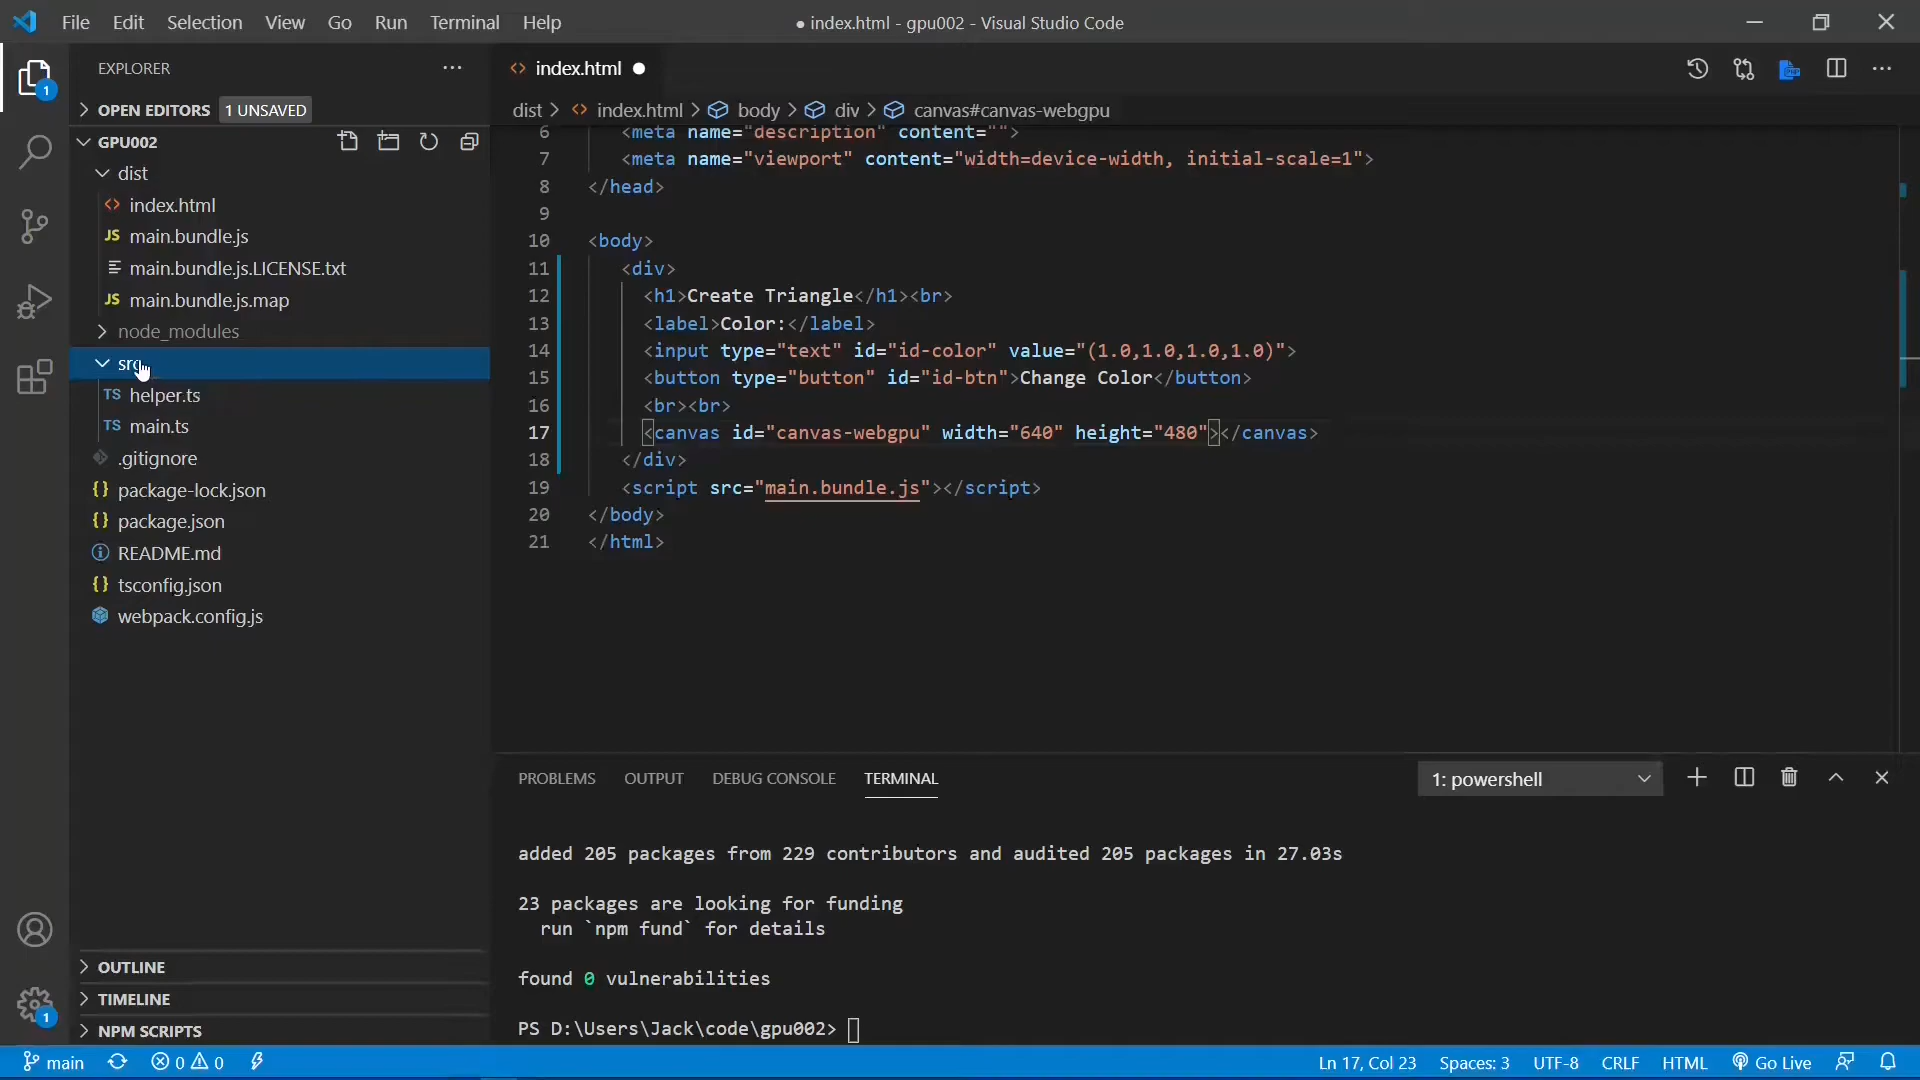 File Edit Selection View Go Run Terminal Help
● index.html - gpu002 - Visual Studio Code
EXPLORER
OPEN EDITORS 1 UNSAVED
GPU002
dist
index.html
JS main.bundle.js
main.bundle.js.LICENSE.txt
JS main.bundle.js.map
node_modules
src
TS helper.ts
TS main.ts
.gitignore
{} package-lock.json
{} package.json
README.md
{} tsconfig.json
webpack.config.js
OUTLINE
TIMELINE
NPM SCRIPTS
1
1
index.html ●
dist > index.html > body > div > canvas#canvas-webgpu
6 <meta name="description" content="">
7 <meta name="viewport" content="width=device-width, initial-scale=1">
8 </head>
9
10 <body>
11 <div>
12 <h1>Create Triangle</h1><br>
13 <label>Color:</label>
14 <input type="text" id="id-color" value="(1.0,1.0,1.0,1.0)">
15 <button type="button" id="id-btn">Change Color</button>
16 <br><br>
17 <canvas id="canvas-webgpu" width="640" height="480"></canvas>
18 </div>
19 <script src="main.bundle.js"></script>
20 </body>
21 </html>
PROBLEMS OUTPUT DEBUG CONSOLE TERMINAL
1: powershell
added 205 packages from 229 contributors and audited 205 packages in 27.03s
23 packages are looking for funding
run `npm fund` for details
found 0 vulnerabilities
PS D:\Users\Jack\code\gpu002>
main 0 0
Ln 17, Col 23 Spaces: 3 UTF-8 CRLF HTML Go Live